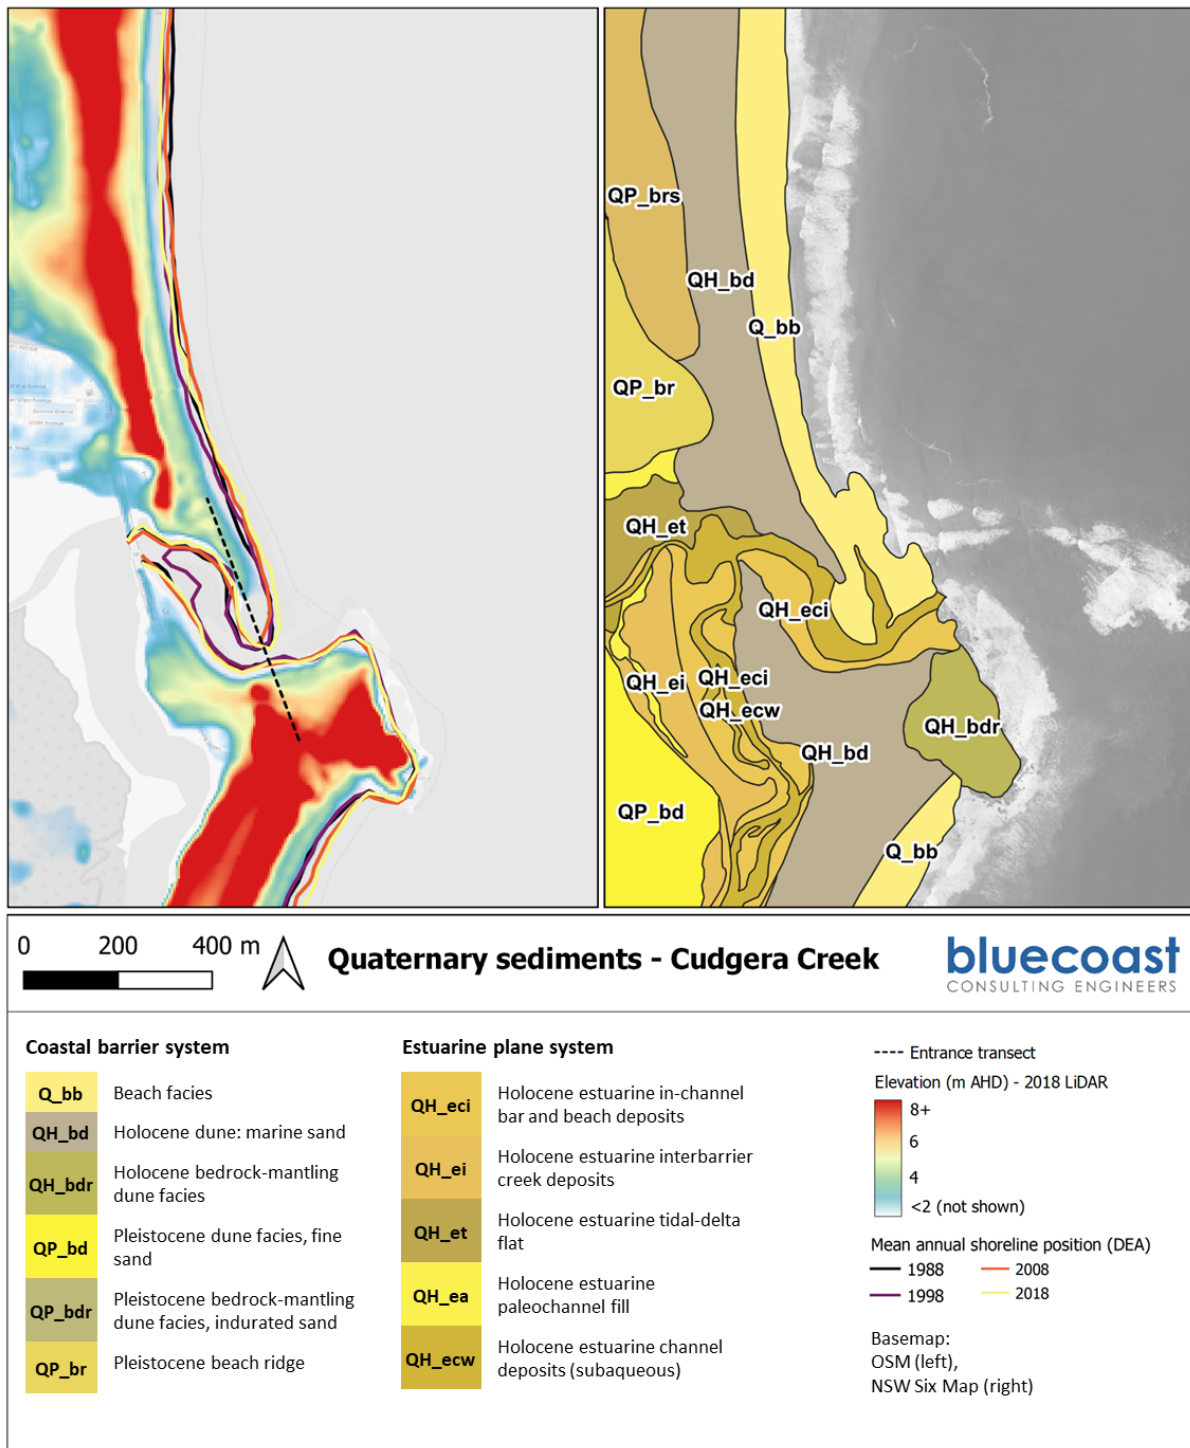 QP_brs
QH_bd
Q_bb
QP_br
QH_et
QH_eci
QH_ei
QH_eci
QH_ecw
QH_bd
QH_bdr
QP_bd
Q_bb
0 200 400 m
Quaternary sediments - Cudgera Creek
bluecoast
CONSULTING ENGINEERS
Coastal barrier system
Q_bb Beach facies
QH_bd Holocene dune: marine sand
QH_bdr Holocene bedrock-mantling
dune facies
QP_bd Pleistocene dune facies, fine
sand
QP_bdr Pleistocene bedrock-mantling
dune facies, indurated sand
QP_br Pleistocene beach ridge
Estuarine plane system
QH_eci Holocene estuarine in-channel
bar and beach deposits
QH_ei Holocene estuarine interbarrier
creek deposits
QH_et Holocene estuarine tidal-delta
flat
QH_ea Holocene estuarine
paleochannel fill
QH_ecw Holocene estuarine channel
deposits (subaqueous)
Entrance transect
Elevation (m AHD) - 2018 LiDAR
8+
6
4
<2 (not shown)
Mean annual shoreline position (DEA)
1988 2008
1998 2018
Basemap:
OSM (left),
NSW Six Map (right)